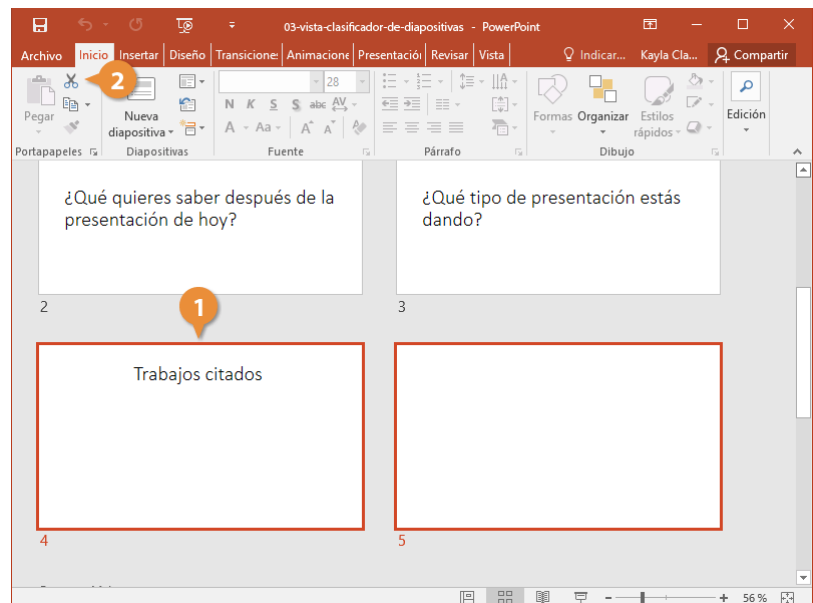 03-vista-clasificador-de-diapositivas - PowerPoint
Archivo Inicio Insertar Diseño Transicione Animacione Presentació Revisar Vista Indicar... Kayla Cla... Compartir
2
28
Pegar
Nueva
diapositiva
N K S S abc AV
A Aa A A
Formas Organizar Estilos
rápidos
Edición
Portapapeles Diapositivas Fuente Párrafo Dibujo
¿Qué quieres saber después de la
presentación de hoy?
2
¿Qué tipo de presentación estás
dando?
3
1
Trabajos citados
4
5
56 %